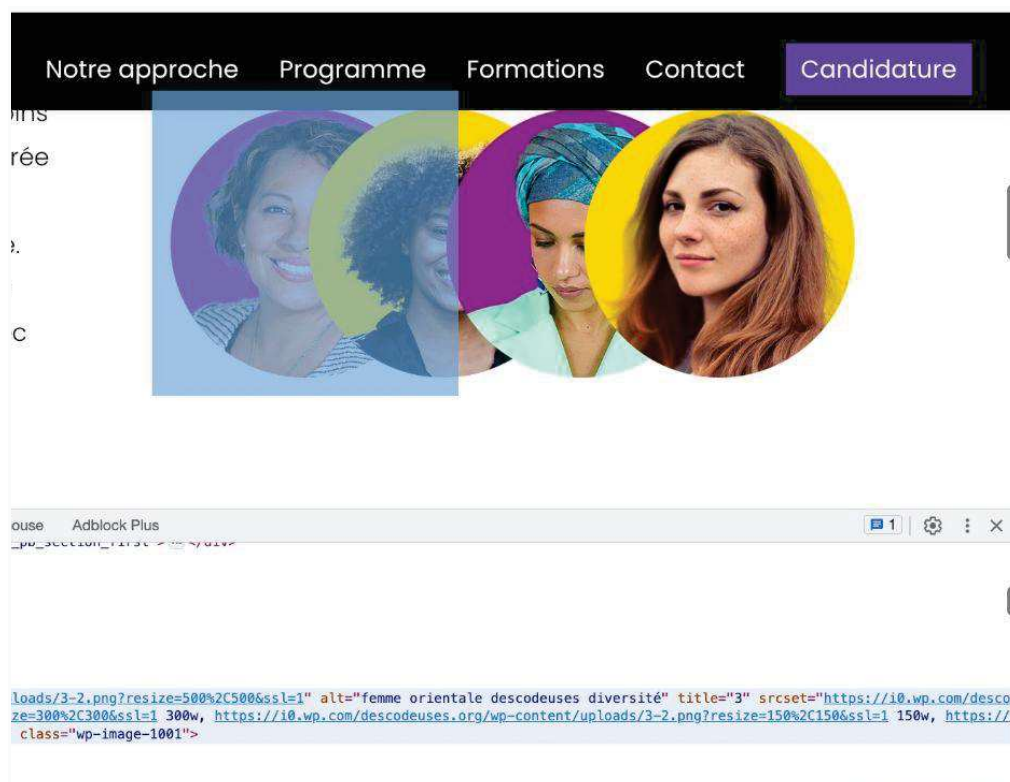 Notre approche Programme Formations Contact Candidature
oins
rée
e.
c
ouse Adblock Plus 1
_pb_section_first"> … </div>
loads/3-2.png?resize=500%2C500&ssl=1" alt="femme orientale descodeuses diversité" title="3" srcset="https://i0.wp.com/desco
ze=300%2C300&ssl=1 300w, https://i0.wp.com/descodeuses.org/wp-content/uploads/3-2.png?resize=150%2C150&ssl=1 150w, https://
class="wp-image-1001">